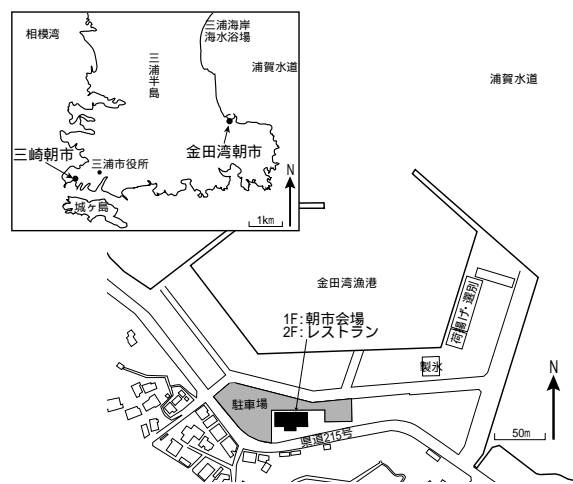 相模湾
三浦半島
三浦海岸
海水浴場
浦賀水道
三崎朝市
三浦市役所
金田湾朝市
城ヶ島
N
1km
浦賀水道
金田湾漁港
荷揚げ・選別
1F:朝市会場
2F:レストラン
製氷
駐車場
県道215号
N
50m